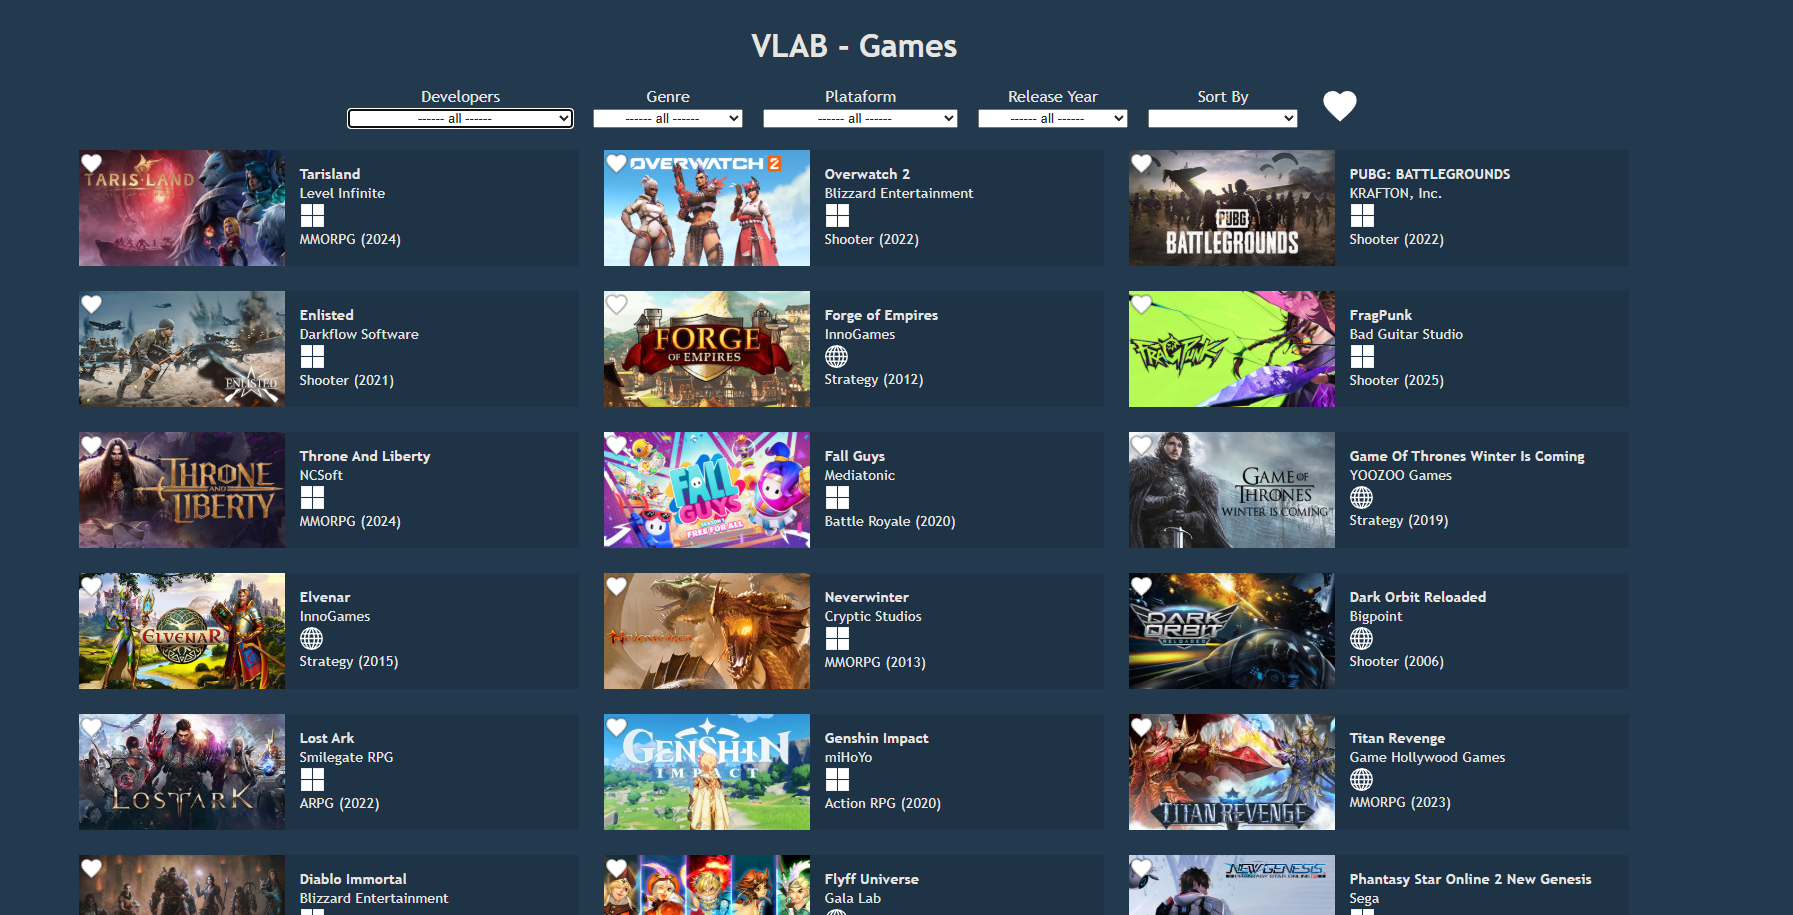 VLAB - Games
Developers Genre Plataform Release Year Sort By
------ all ------ ------ all ------ ------ all ------ ------ all ------
TARISLAND
Tarisland
Level Infinite
MMORPG (2024)
OVERWATCH 2
Overwatch 2
Blizzard Entertainment
Shooter (2022)
PUBG
BATTLEGROUNDS
PUBG: BATTLEGROUNDS
KRAFTON, Inc.
Shooter (2022)
ENLISTED
Enlisted
Darkflow Software
Shooter (2021)
FORGE
OF EMPIRES
Forge of Empires
InnoGames
Strategy (2012)
FRAGPUNK
FragPunk
Bad Guitar Studio
Shooter (2025)
THRONE
AND
LIBERTY
Throne And Liberty
NCSoft
MMORPG (2024)
FALL
GUYS
SEASON 1
FREE FOR ALL
Fall Guys
Mediatonic
Battle Royale (2020)
GAME OF
THRONES
WINTER IS COMING
Game Of Thrones Winter Is Coming
YOOZOO Games
Strategy (2019)
ELVENAR
Elvenar
InnoGames
Strategy (2015)
Neverwinter
Neverwinter
Cryptic Studios
MMORPG (2013)
DARK
ORBIT
RELOADED
Dark Orbit Reloaded
Bigpoint
Shooter (2006)
LOST ARK
Lost Ark
Smilegate RPG
ARPG (2022)
GENSHIN
IMPACT
Genshin Impact
miHoYo
Action RPG (2020)
TITAN REVENGE
Titan Revenge
Game Hollywood Games
MMORPG (2023)
Diablo Immortal
Blizzard Entertainment
Flyff Universe
Gala Lab
NEW GENESIS
PHANTASY STAR ONLINE 2
Phantasy Star Online 2 New Genesis
Sega